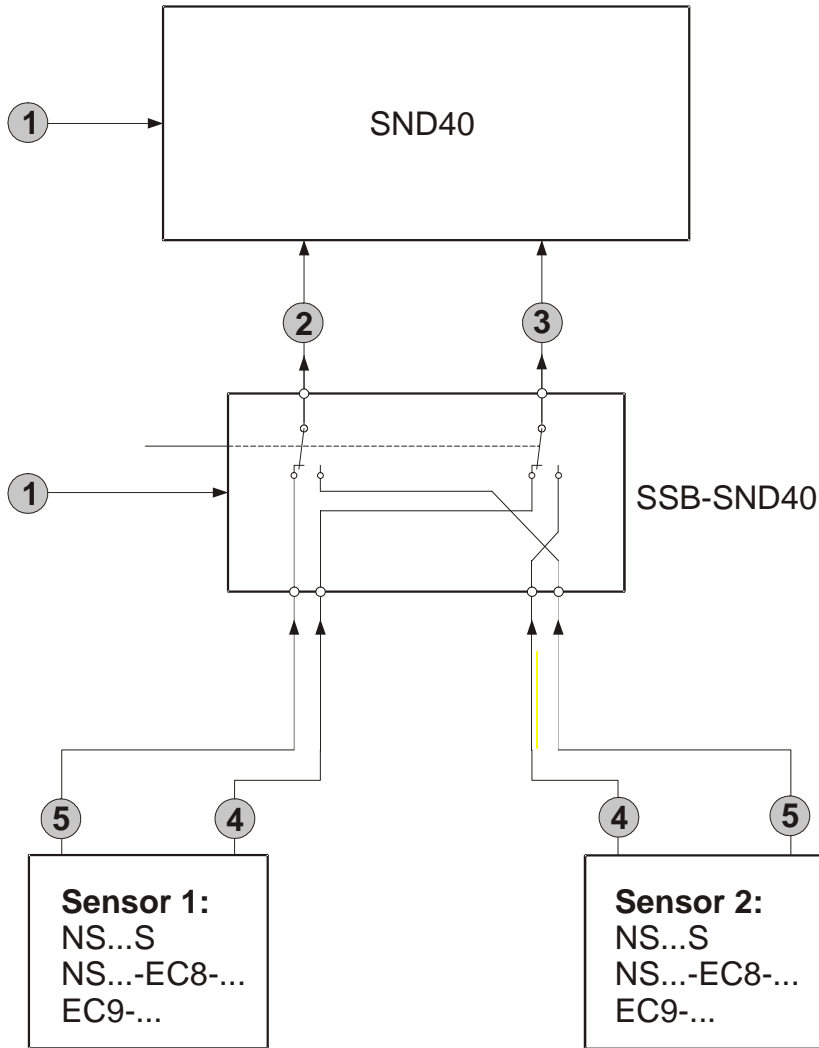 1
SND40
2
3
1
SSB-SND40
5
4
4
5
Sensor 1:
NS...S
NS...-EC8-...
EC9-...
Sensor 2:
NS...S
NS...-EC8-...
EC9-...